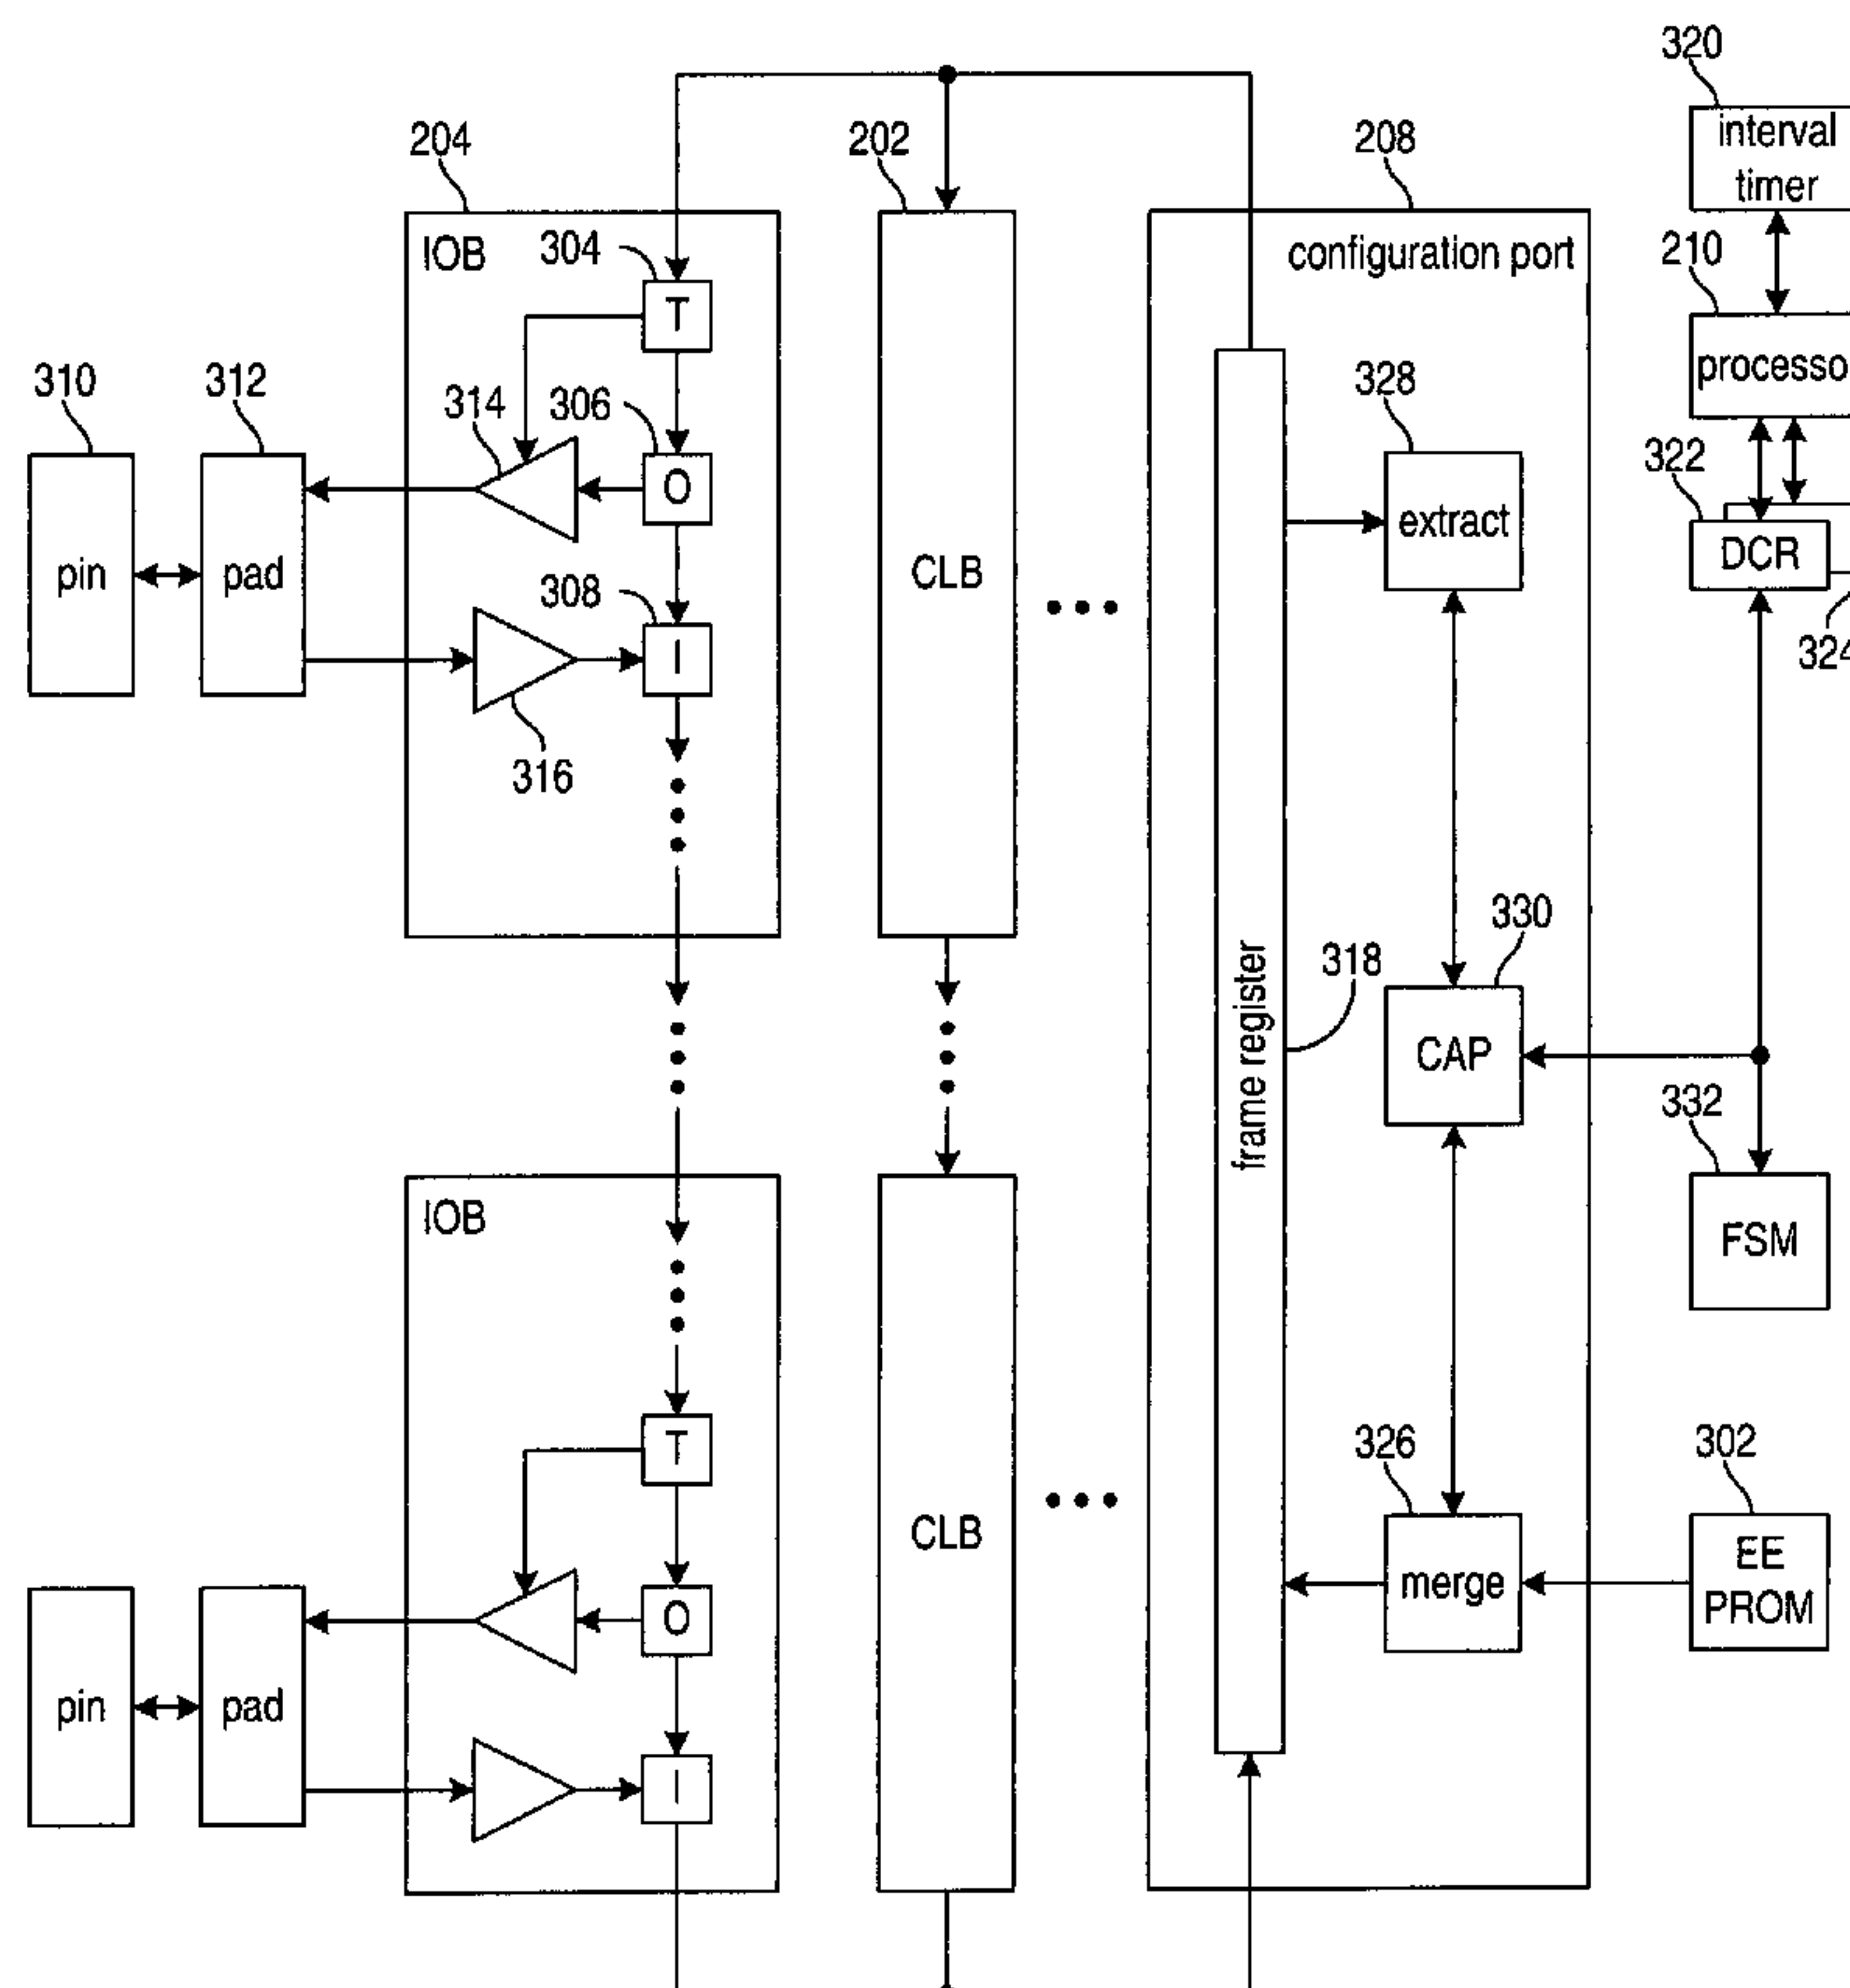 320
interval
timer
204
202
208
210
IOB
304
configuration port
T
processo
310
312
314
306
328
322
O
extract
DCR
pin
pad
CLB
308
I
324
316
330
frame register
318
CAP
332
IOB
FSM
T
326
302
CLB
EE
PROM
merge
O
pin
pad
I